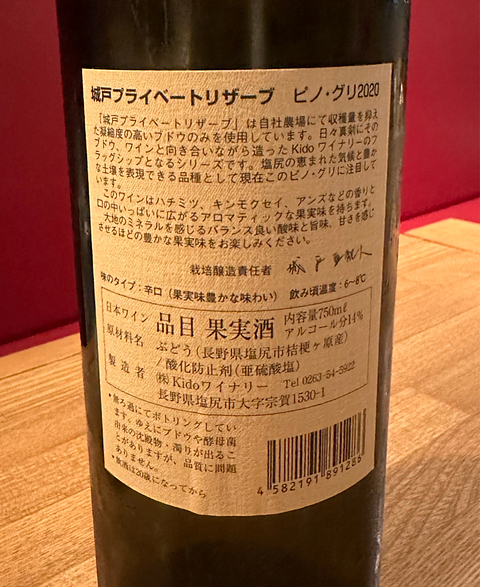 城戸プライベートリザーブ ピノ・グリ2020
「城戸プライベートリザーブ」は自社農場にて収穫量を抑え
た凝縮度の高いブドウのみを使用しています。日々真剣にその
ブドウ、ワインと向き合いながら造ったKidoワイナリーのフ
ラッグシップとなるシリーズです。塩尻の恵まれた気候と豊か
な土壌を表現できる品種として現在このピノ・グリに注目して
います。
このワインはハチミツ、キンモクセイ、アンズなどの香りと
口の中いっぱいに広がるアロマティックな果実味を持ちます。
大地のミネラルを感じるバランス良い酸味と旨味、甘さを感じ
させるほどの豊かな果実味をお楽しみください。
栽培醸造責任者
味のタイプ:辛口(果実味豊かな味わい) 飲み頃温度:6~8℃
日本ワイン 品目 果実酒 内容量750mℓ
アルコール分14%
原材料名 ぶどう(長野県塩尻市桔梗ヶ原産)
/酸化防止剤(亜硫酸塩)
製造者 ㈱Kidoワイナリー Tel 0263-54-5922
長野県塩尻市大字宗賀1530-1
*無ろ過にてボトリングしてい
ます。ゆえにブドウや酵母菌
由来の沈殿物・濁りが出るこ
とがありますが、品質に問題
ありません。
*飲酒は20歳になってから
4 582191 891286